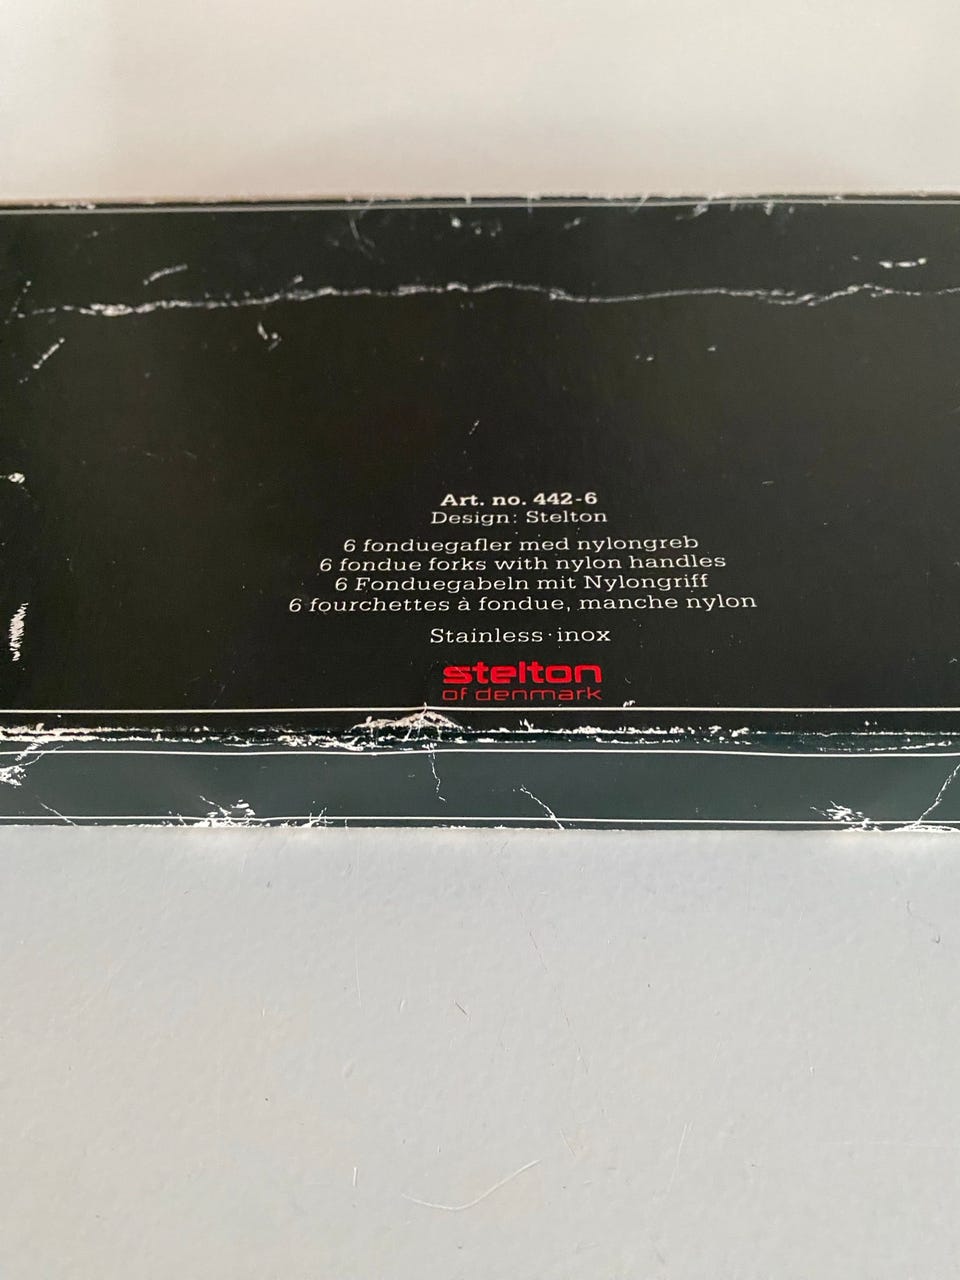 Art. no. 442-6
Design: Stelton
6 fonduegafler med nylongreb
6 fondue forks with nylon handles
6 Fonduegabeln mit Nylongriff
6 fourchettes à fondue, manche nylon
Stainless·inox
stelton
of denmark